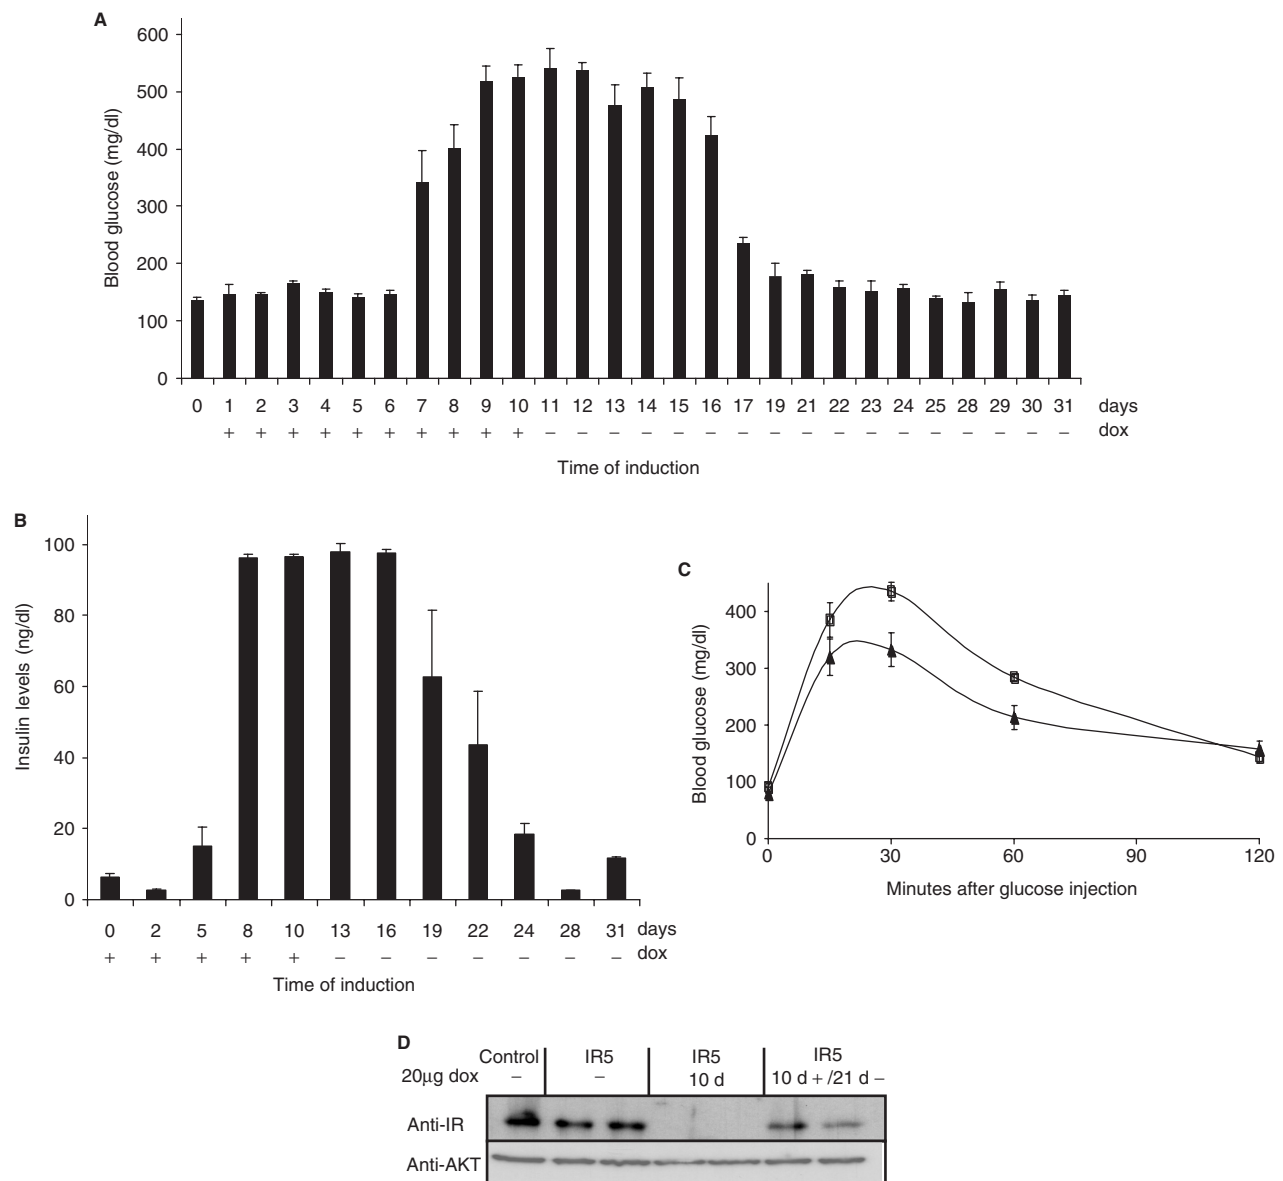 A
Blood glucose (mg/dl)
600
500
400
300
200
100
0
0 1 2 3 4 5 6 7 8 9 10 11 12 13 14 15 16 17 19 21 22 23 24 25 28 29 30 31 days
+ + + + + + + + + + – – – – – – – – – – – – – – – – – dox
Time of induction
B
Insulin levels (ng/dl)
100
80
60
40
20
0
0 2 5 8 10 13 16 19 22 24 28 31 days
+ + + + + – – – – – – – dox
Time of induction
C
Blood glucose (mg/dl)
400
300
200
100
0
0 30 60 90 120
Minutes after glucose injection
D
Control IR5 IR5 IR5
20μg dox – – 10 d 10 d + /21 d –
Anti-IR
Anti-AKT